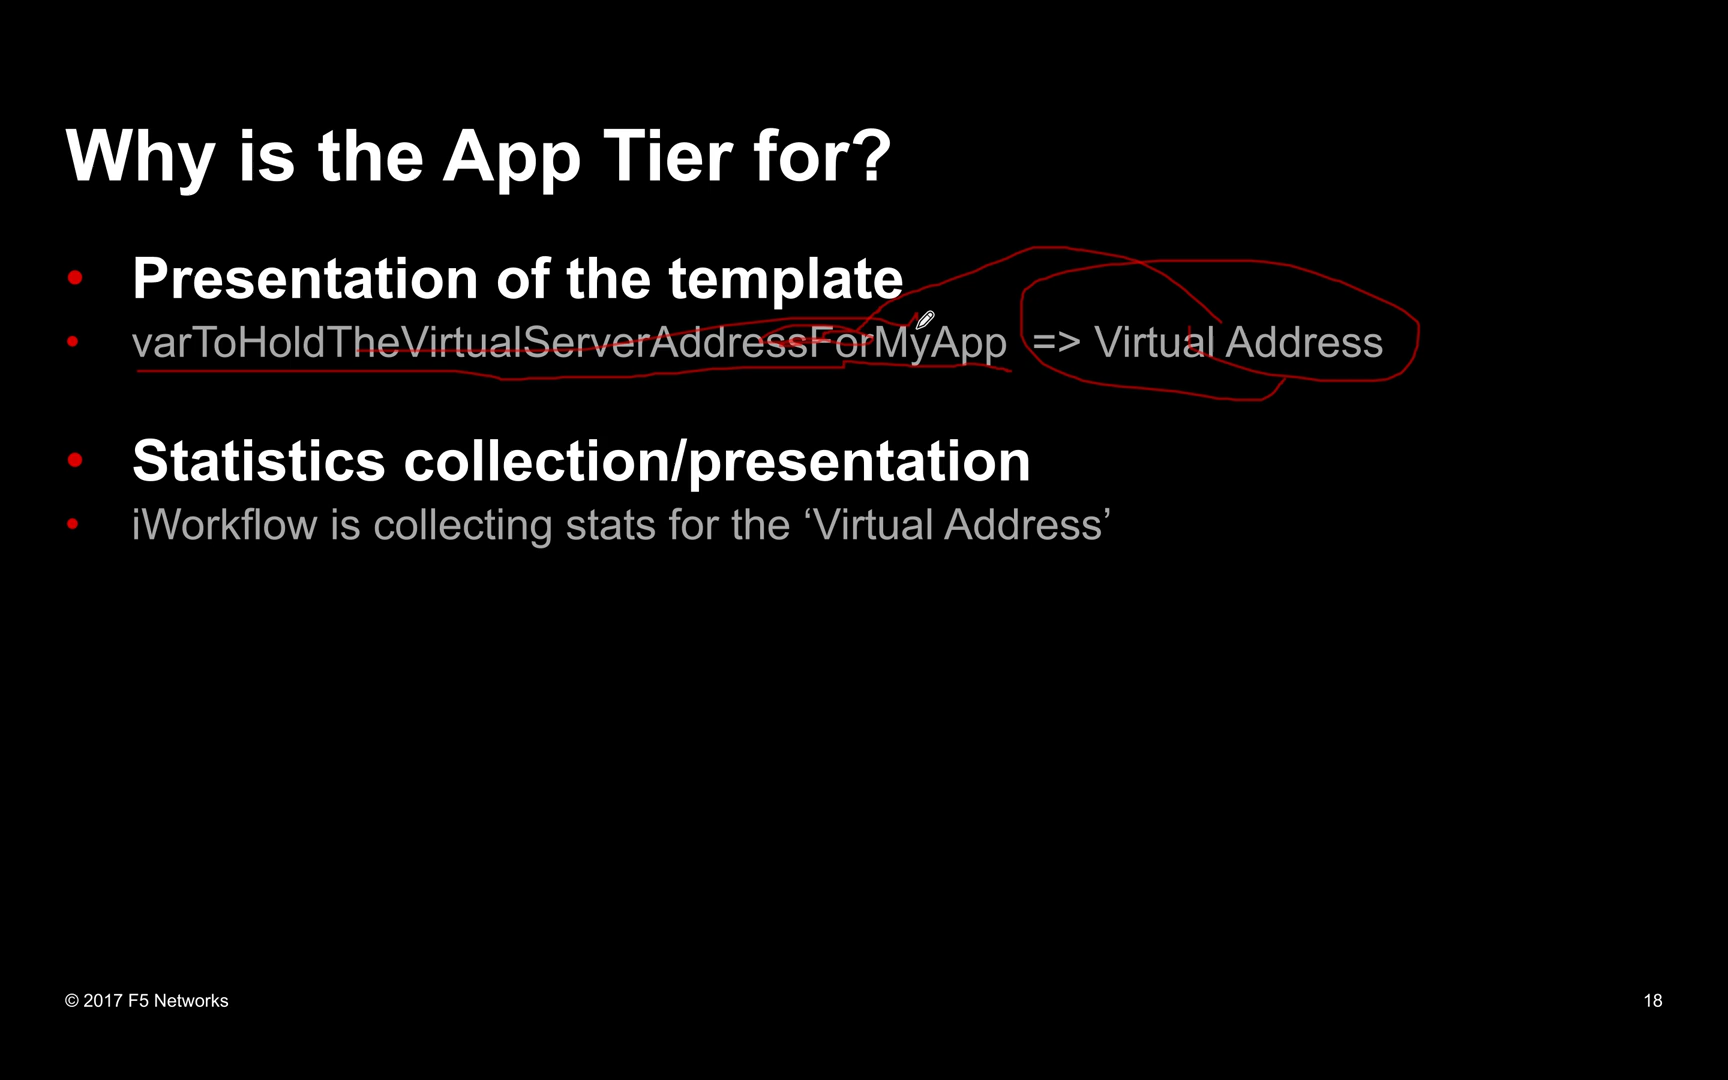 Why is the App Tier for?
• Presentation of the template
• varToHoldTheVirtualServerAddressForMyApp => Virtual Address
• Statistics collection/presentation
• iWorkflow is collecting stats for the ‘Virtual Address’
© 2017 F5 Networks
18